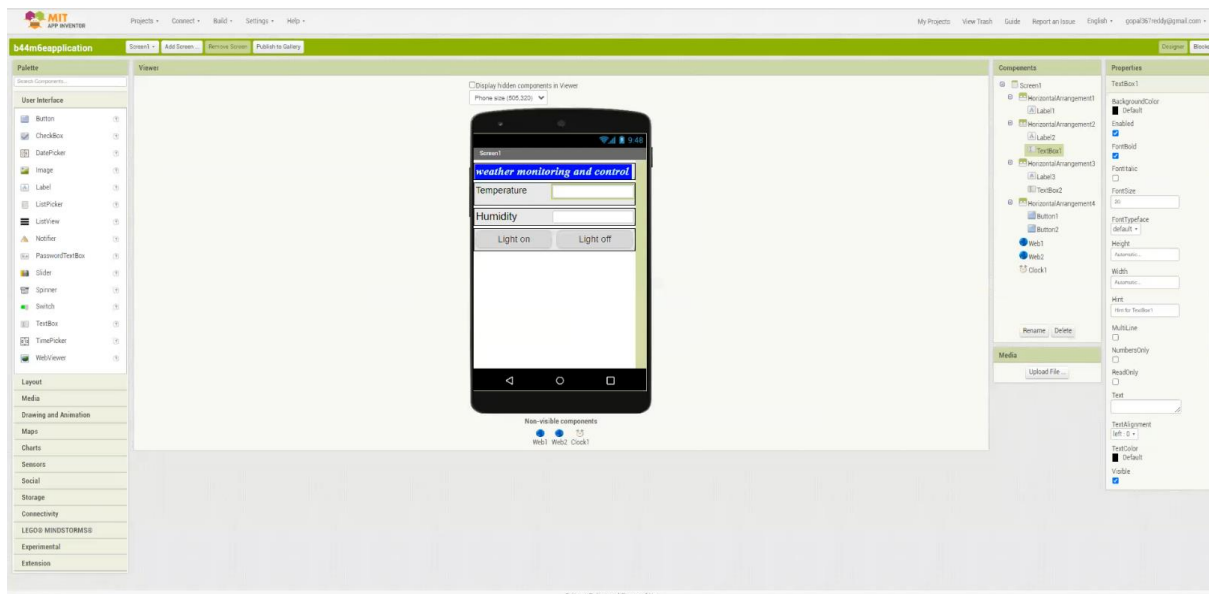 MIT
APP INVENTOR
Projects Connect Build Settings Help
My Projects View Trash Guide Report an Issue English gopal367reddy@gmail.com
b44m6eapplication
Screen1 Add Screen ... Remove Screen Publish to Gallery
Designer Blocks
Palette
Search Components...
User Interface
Button
CheckBox
DatePicker
Image
Label
ListPicker
ListView
Notifier
PasswordTextBox
Slider
Spinner
Switch
TextBox
TimePicker
WebViewer
Layout
Media
Drawing and Animation
Maps
Charts
Sensors
Social
Storage
Connectivity
LEGO® MINDSTORMS®
Experimental
Extension
Viewer
Display hidden components in Viewer
Phone size (505,320)
9:48
Screen1
weather monitoring and control
Temperature
Humidity
Light on Light off
Non-visible components
Web1 Web2 Clock1
Components
Screen1
HorizontalArrangement1
Label1
HorizontalArrangement2
Label2
TextBox1
HorizontalArrangement3
Label3
TextBox2
HorizontalArrangement4
Button1
Button2
Web1
Web2
Clock1
Rename Delete
Media
Upload File ...
Properties
TextBox1
BackgroundColor
Default
Enabled
FontBold
FontItalic
FontSize
FontTypeface
default
Height
Automatic...
Width
Automatic...
Hint
Hint for TextBox1
MultiLine
NumbersOnly
ReadOnly
Text
TextAlignment
left : 0
TextColor
Default
Visible